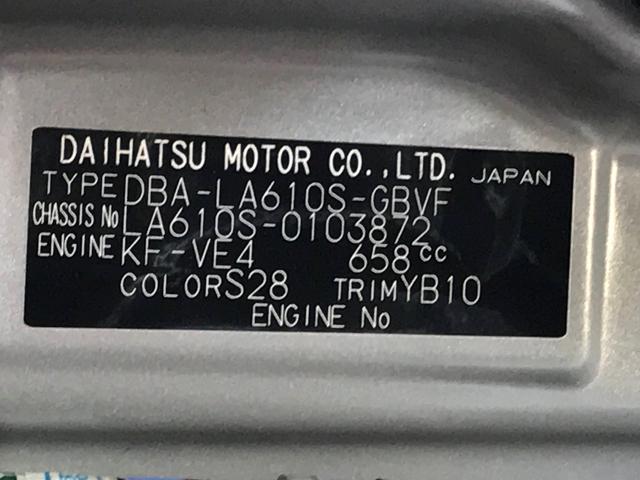 DAIHATSU MOTOR CO.,LTD. JAPAN
TYPE DBA-LA610S-GBVF
CHASSIS No LA610S-0103872
ENGINE KF-VE4 658cc
COLOR S28 TRIM YB10
ENGINE No